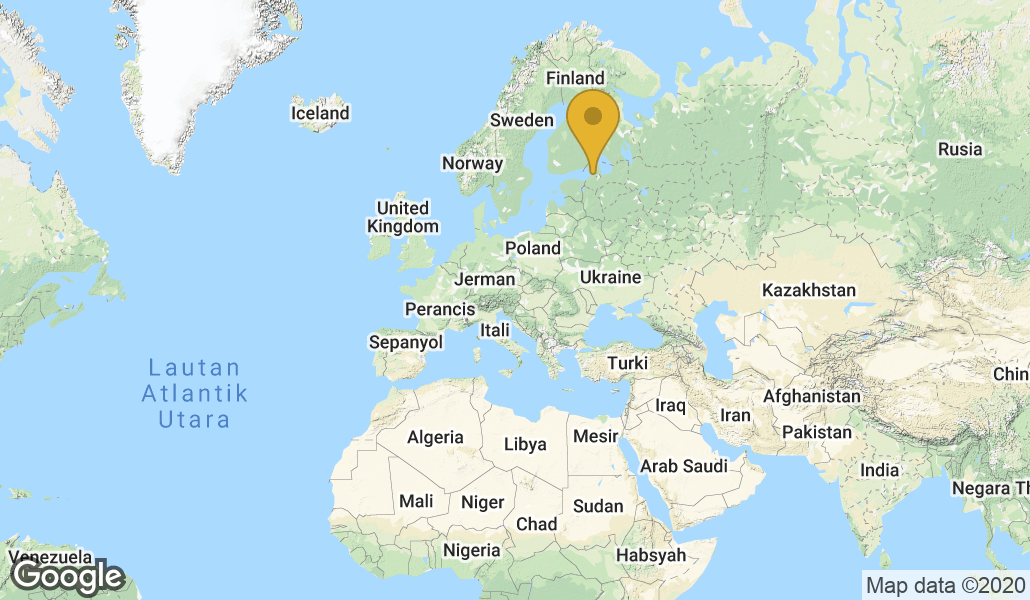 Finland
Iceland
Sweden
Rusia
Norway
United
Kingdom
Poland
Ukraine
Jerman
Kazakhstan
Perancis
Itali
Sepanyol
Turki
Lautan
Atlantik
Utara
Chin
Afghanistan
Iraq
Iran
Pakistan
Algeria
Libya
Mesir
Arab Saudi
India
Negara Th
Mali
Niger
Sudan
Chad
Nigeria
Habsyah
Venezuela
Google
Map data ©2020